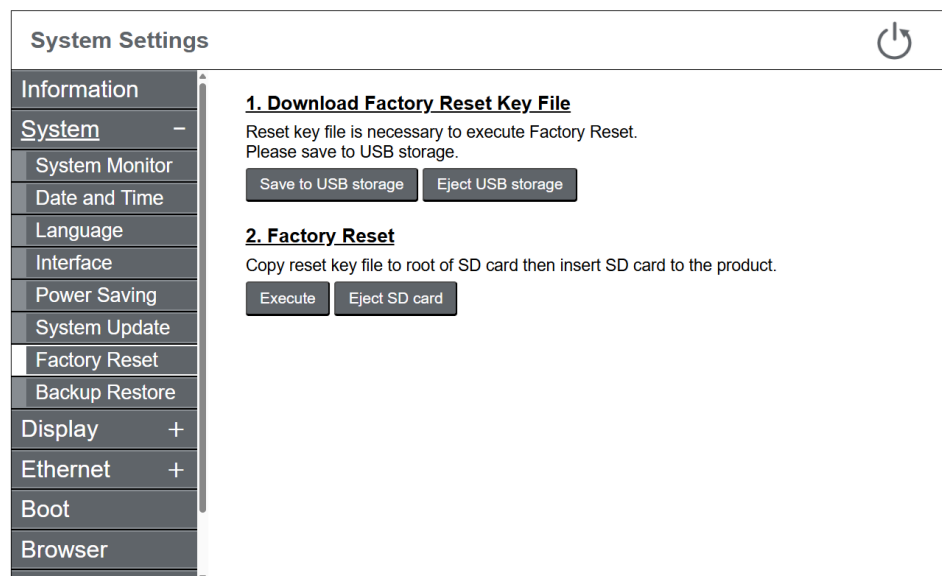 System Settings
Information
System −
System Monitor
Date and Time
Language
Interface
Power Saving
System Update
Factory Reset
Backup Restore
Display +
Ethernet +
Boot
Browser
1. Download Factory Reset Key File
Reset key file is necessary to execute Factory Reset.
Please save to USB storage.
Save to USB storage Eject USB storage
2. Factory Reset
Copy reset key file to root of SD card then insert SD card to the product.
Execute Eject SD card